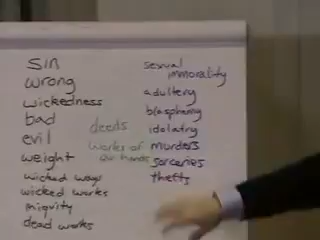 sin
wrong
wickedness
bad
evil
weight
wicked ways
wicked works
iniquity
dead works
deeds
works of
our hands
sexual
immorality
adultery
blasphemy
idolatry
murders
sorceries
thefts